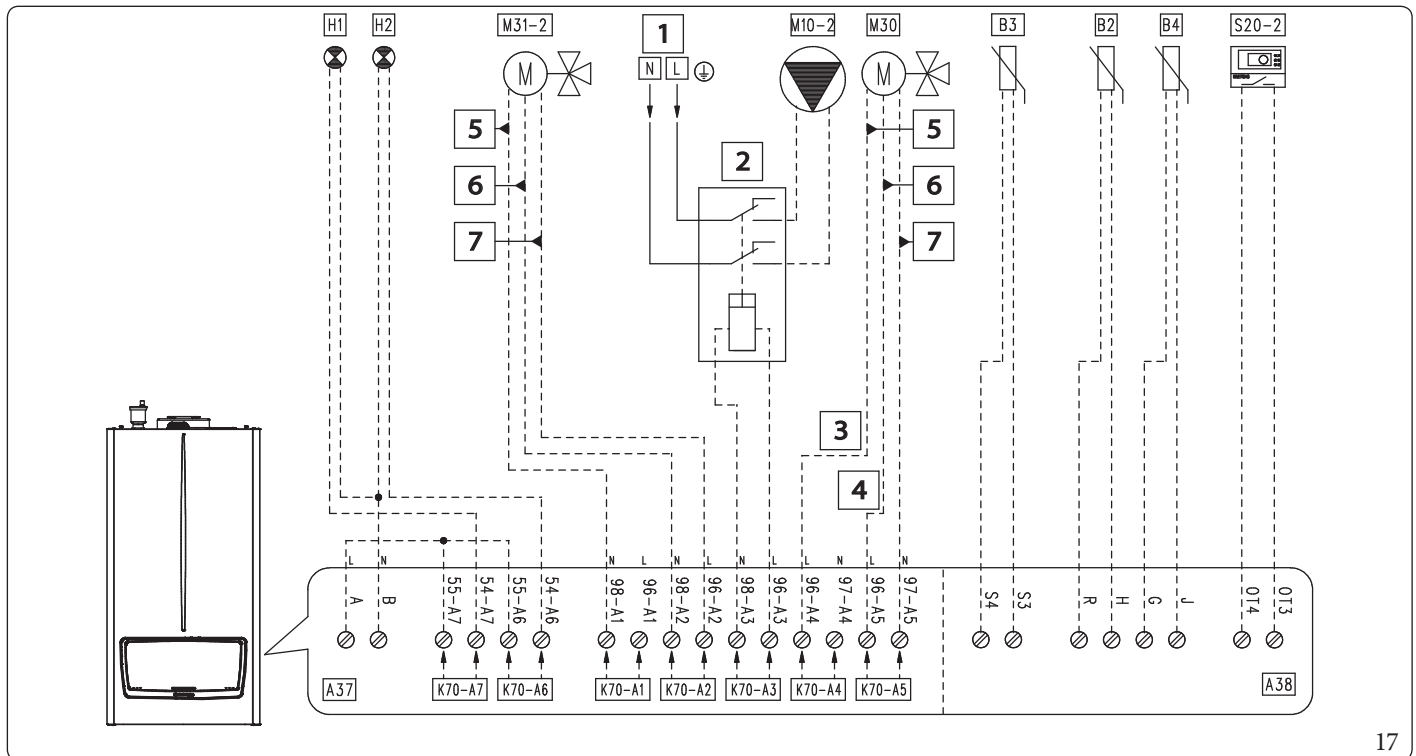 H1 H2 M31-2 1 M10-2 M30 B3 B2 B4 S20-2
N L
M M
5 5
2
6 6
7 7
3
4
L N N L N L N L L N L N
A B 55-A7 54-A7 55-A6 54-A6 98-A1 96-A1 98-A2 96-A2 98-A3 96-A3 96-A4 97-A4 96-A5 97-A5 S4 S3 R H G J OT4 OT3
A37 K70-A7 K70-A6 K70-A1 K70-A2 K70-A3 K70-A4 K70-A5 A38
17